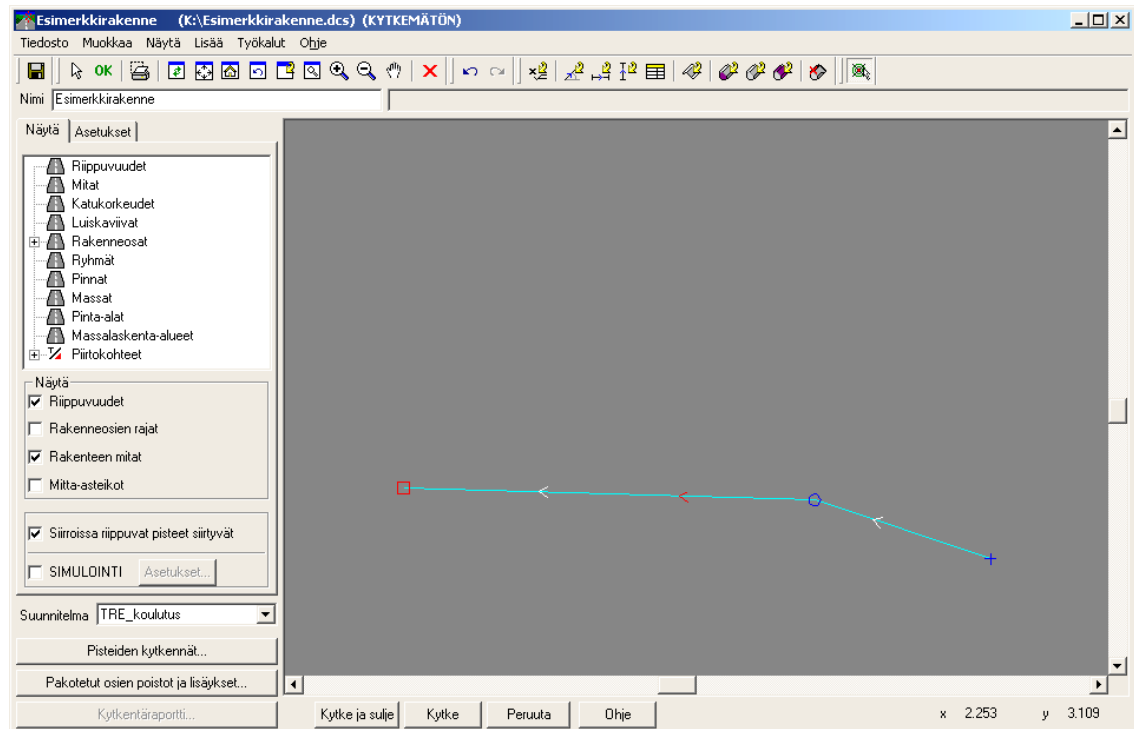 Esimerkkirakenne (K:\Esimerkkirakenne.dcs) (KYTKEMÄTÖN)
Tiedosto Muokkaa Näytä Lisää Työkalut Ohje
OK
Nimi Esimerkkirakenne
Näytä Asetukset
Riippuvuudet
Mitat
Katukorkeudet
Luiskaviivat
Rakenneosat
Ryhmät
Pinnat
Massat
Pinta-alat
Massalaskenta-alueet
Piirtokohteet
Näytä
Riippuvuudet
Rakenneosien rajat
Rakenteen mitat
Mitta-asteikot
Siirroissa riippuvat pisteet siirtyvät
SIMULOINTI Asetukset...
Suunnitelma TRE_koulutus
Pisteiden kytkennät...
Pakotetut osien poistot ja lisäykset...
Kytkentäraportti... Kytke ja sulje Kytke Peruuta Ohje x 2.253 y 3.109